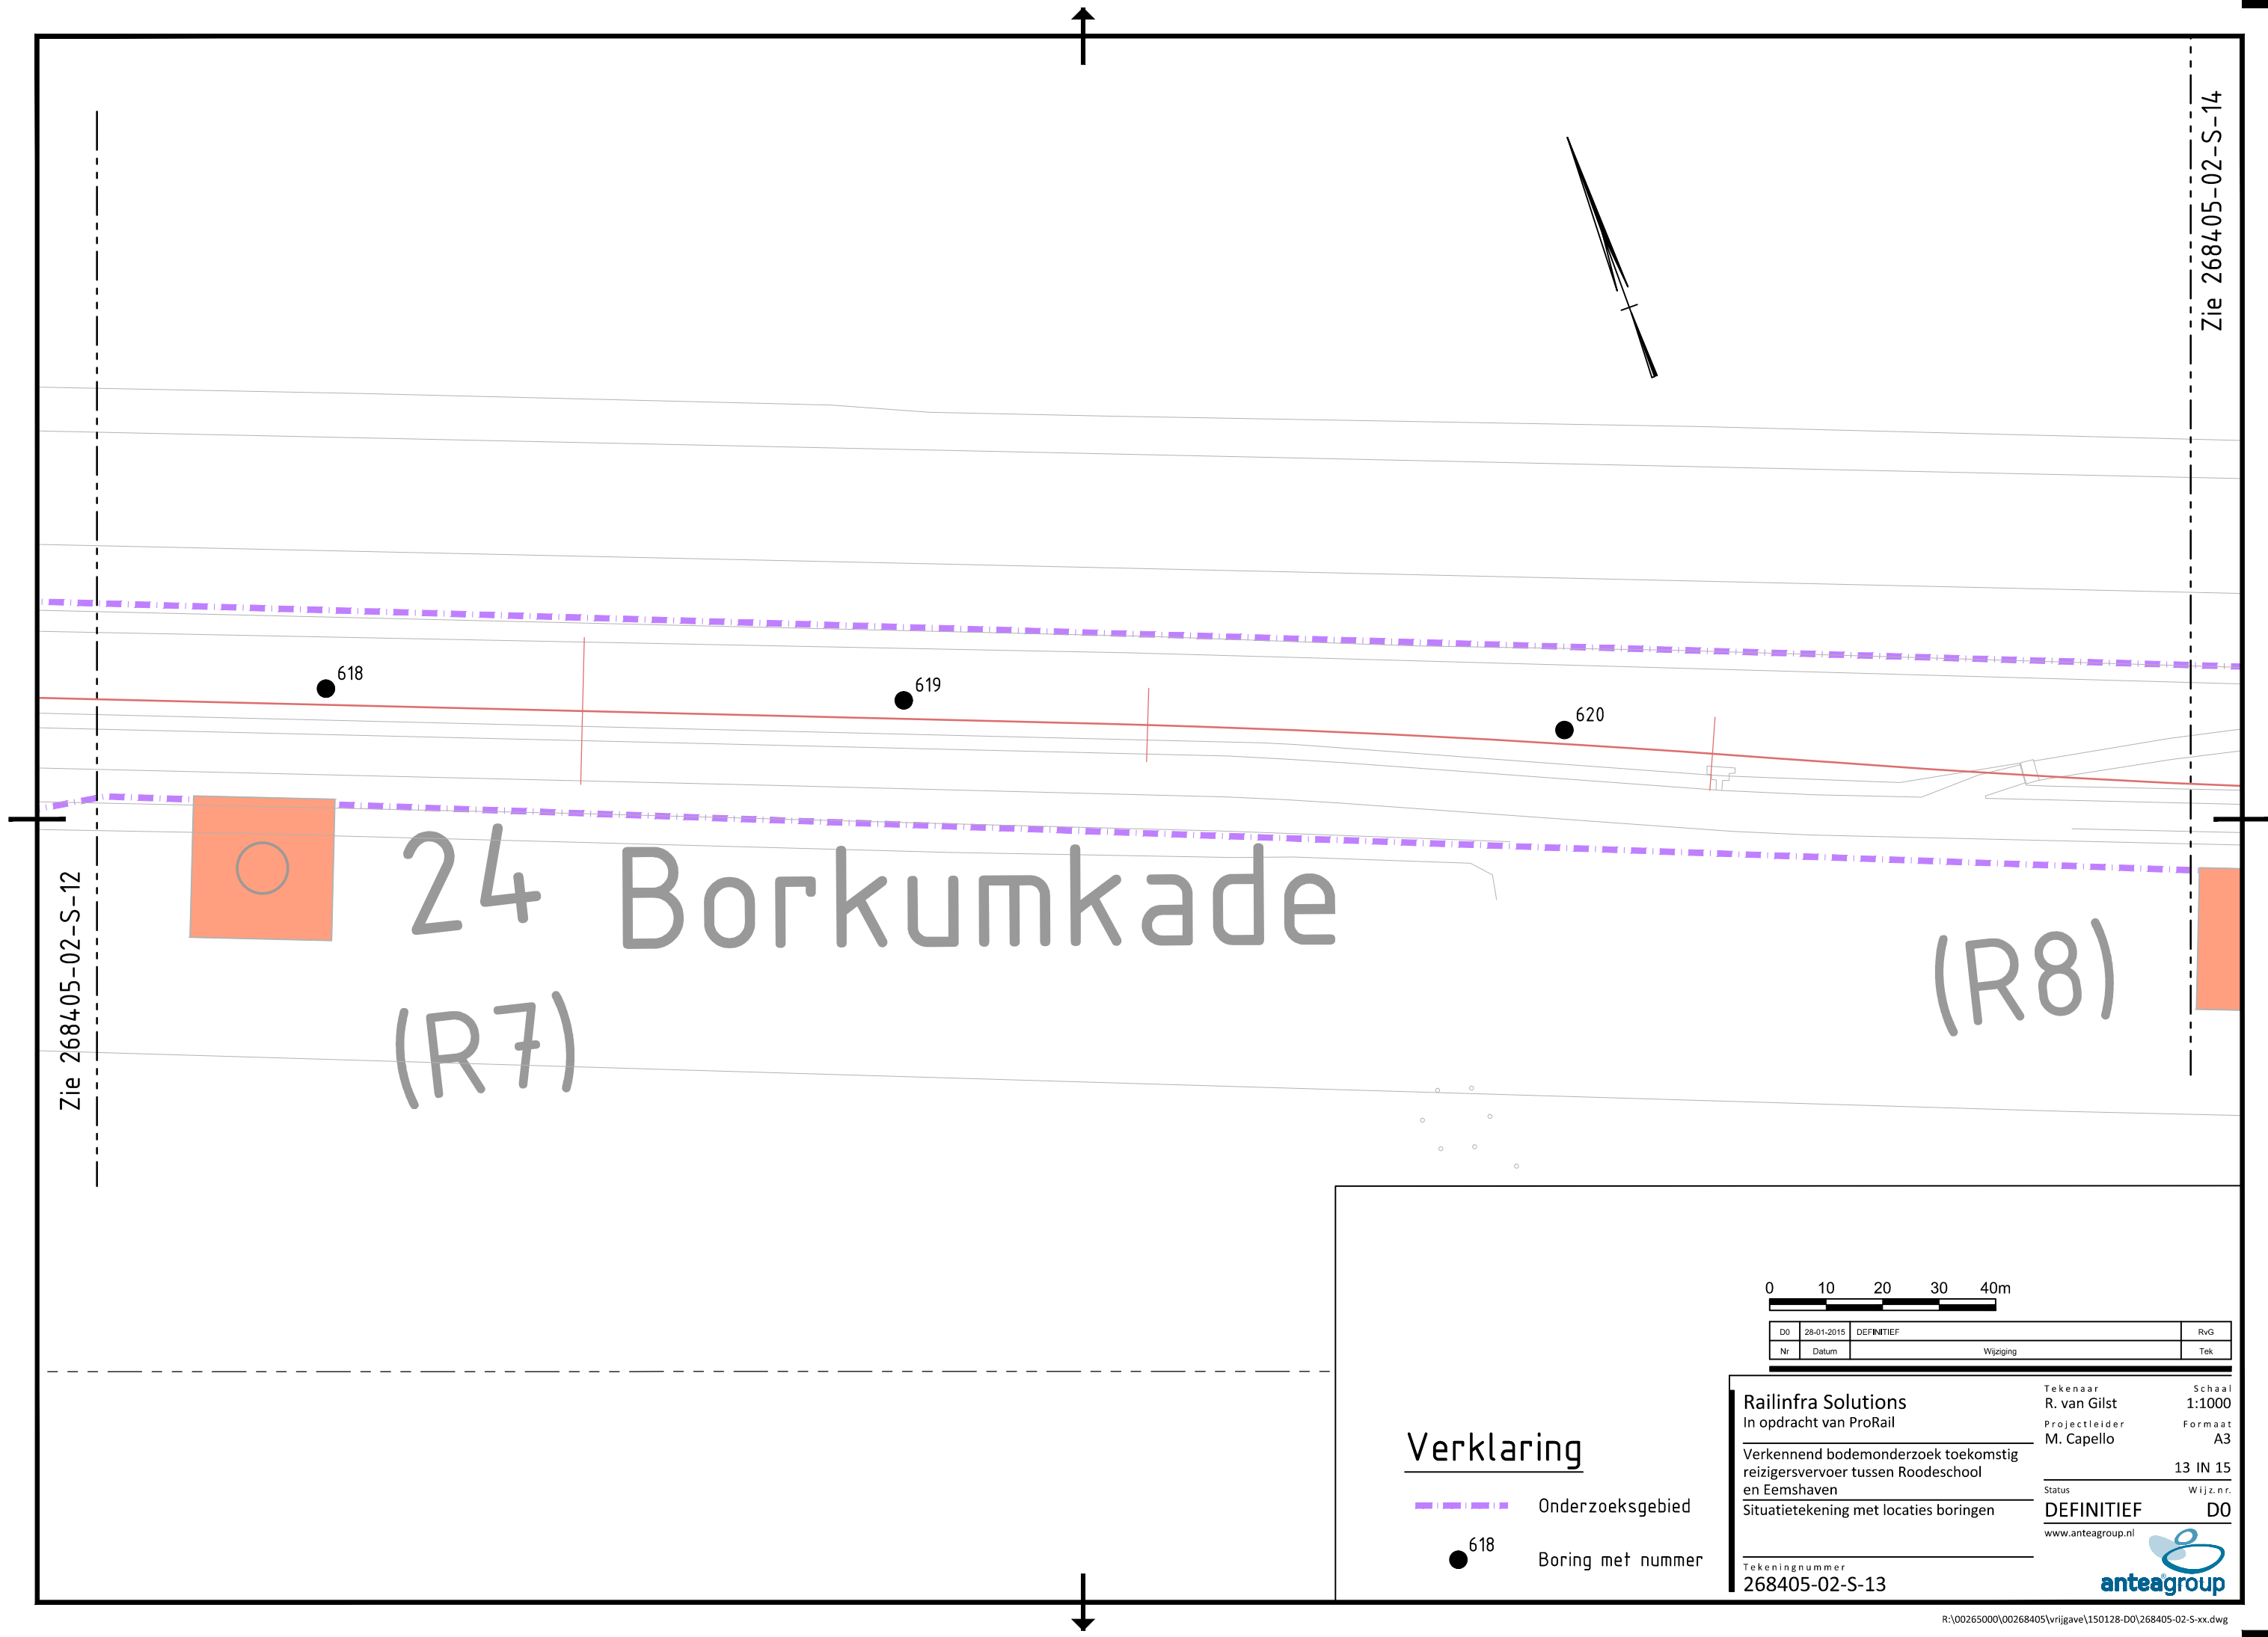 Zie 268405-02-S-14
618
619
620
24 Borkumkade
(R7)
(R8)
Zie 268405-02-S-12
0 10 20 30 40m
D0 28-01-2015 DEFINITIEF RvG
Nr Datum Wijziging Tek
Verklaring
Onderzoeksgebied
618 Boring met nummer
Railinfra Solutions
In opdracht van ProRail
Verkennend bodemonderzoek toekomstig
reizigersvervoer tussen Roodeschool
en Eemshaven
Situatietekening met locaties boringen
Tekeningnummer
268405-02-S-13
Tekenaar Schaal
R. van Gilst 1:1000
Projectleider Formaat
M. Capello A3
13 IN 15
Status Wijz.nr.
DEFINITIEF D0
www.anteagroup.nl
anteagroup
R:\00265000\00268405\vrijgave\150128-D0\268405-02-S-xx.dwg